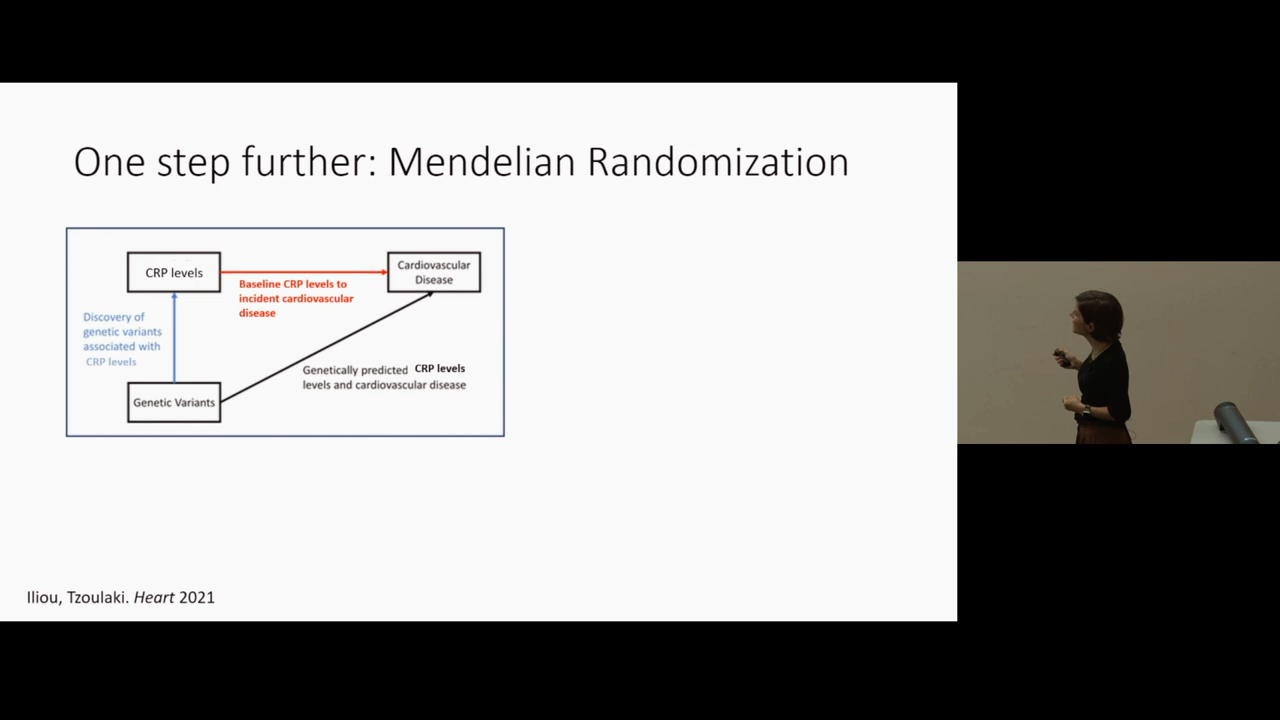 One step further: Mendelian Randomization
CRP levels
Cardiovascular
Disease
Baseline CRP levels to
incident cardiovascular
disease
Discovery of
genetic variants
associated with
CRP levels
Genetically predicted CRP levels
levels and cardiovascular disease
Genetic Variants
Iliou, Tzoulaki. Heart 2021